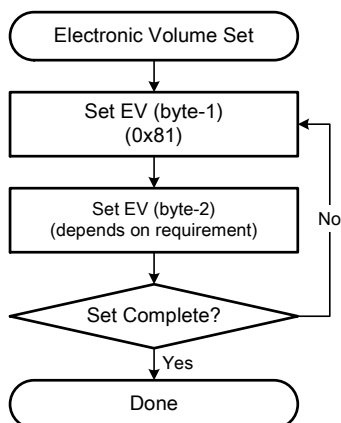 Electronic Volume Set
Set EV (byte-1)
(0x81)
Set EV (byte-2)
(depends on requirement)
No
Set Complete?
Yes
Done